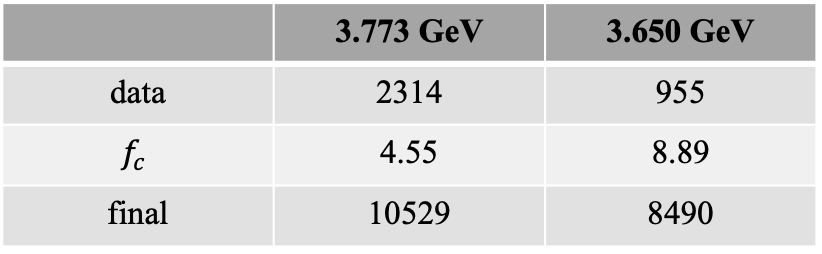 3.773 GeV 3.650 GeV
data 2314 955
f_c 4.55 8.89
final 10529 8490